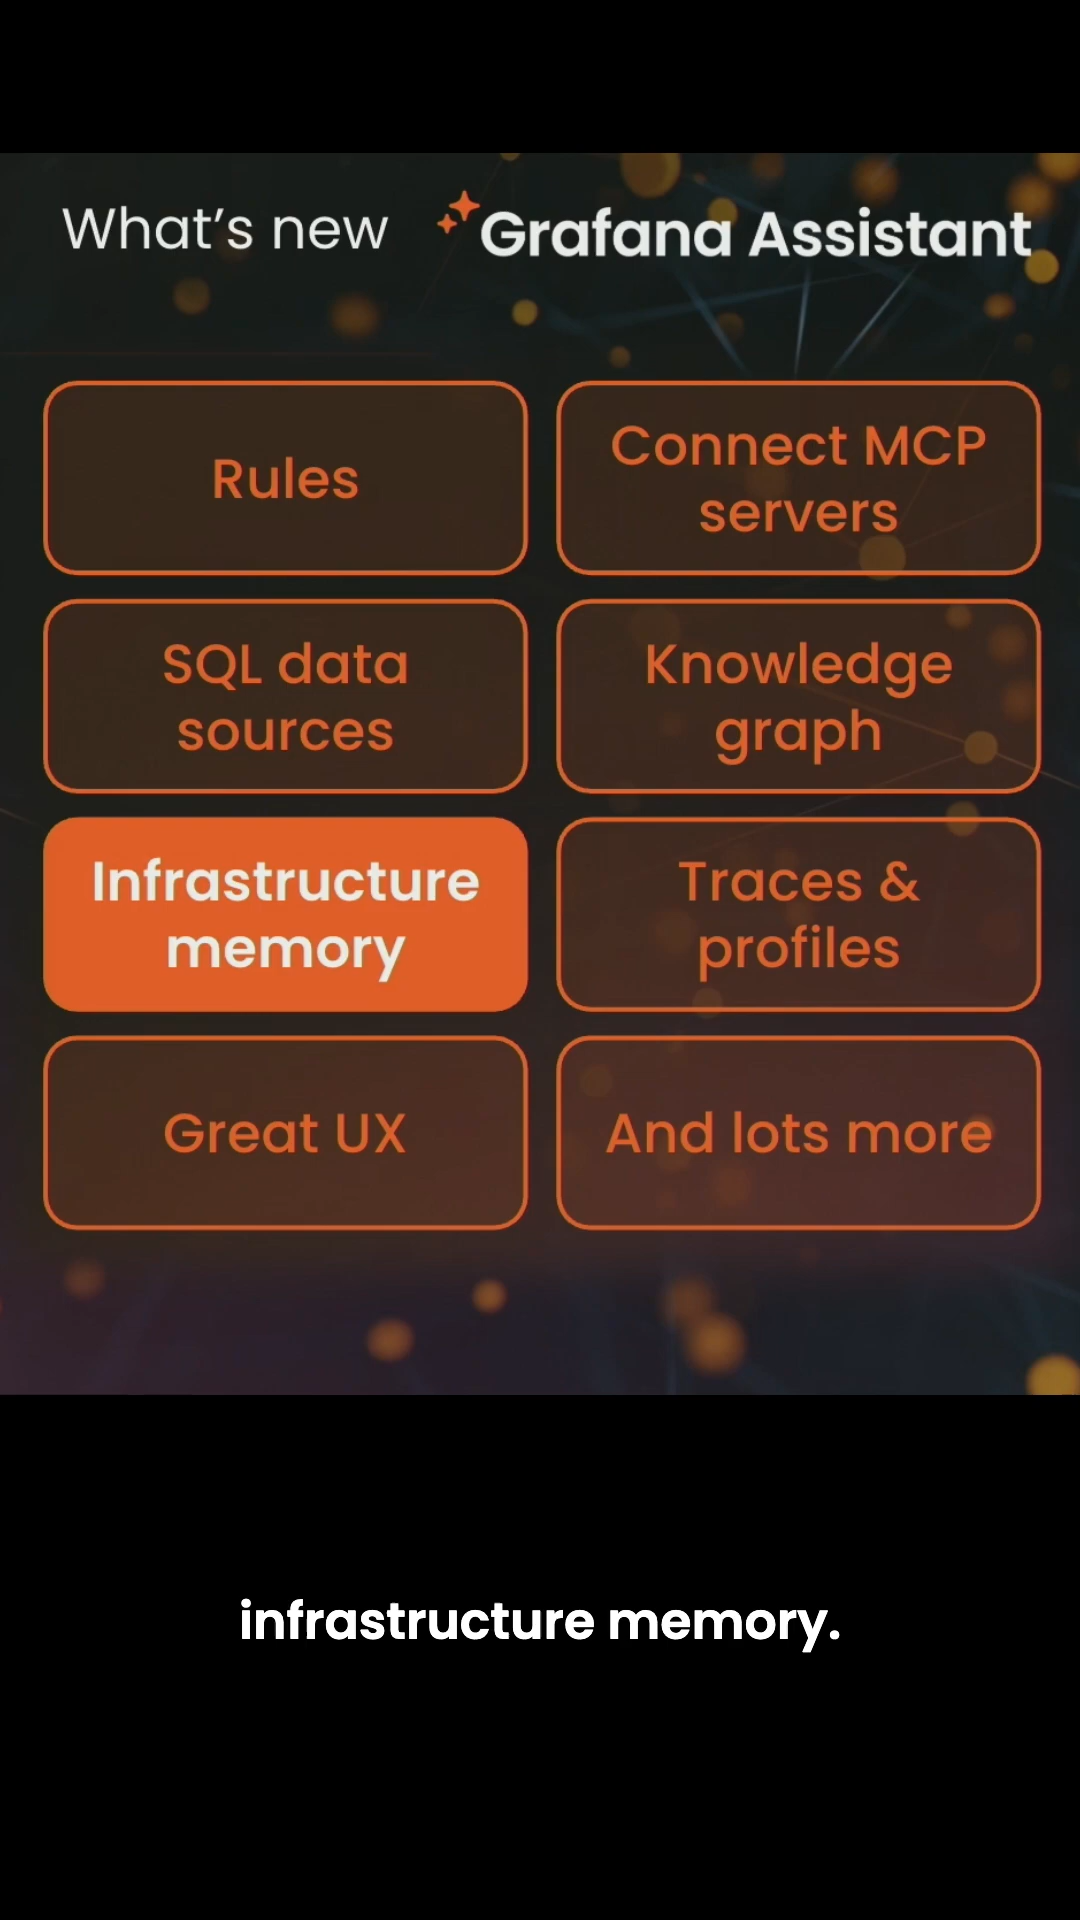 What's new
Grafana Assistant
Rules
Connect MCP
servers
SQL data
sources
Knowledge
graph
Infrastructure
memory
Traces &
profiles
Great UX
And lots more
infrastructure memory.